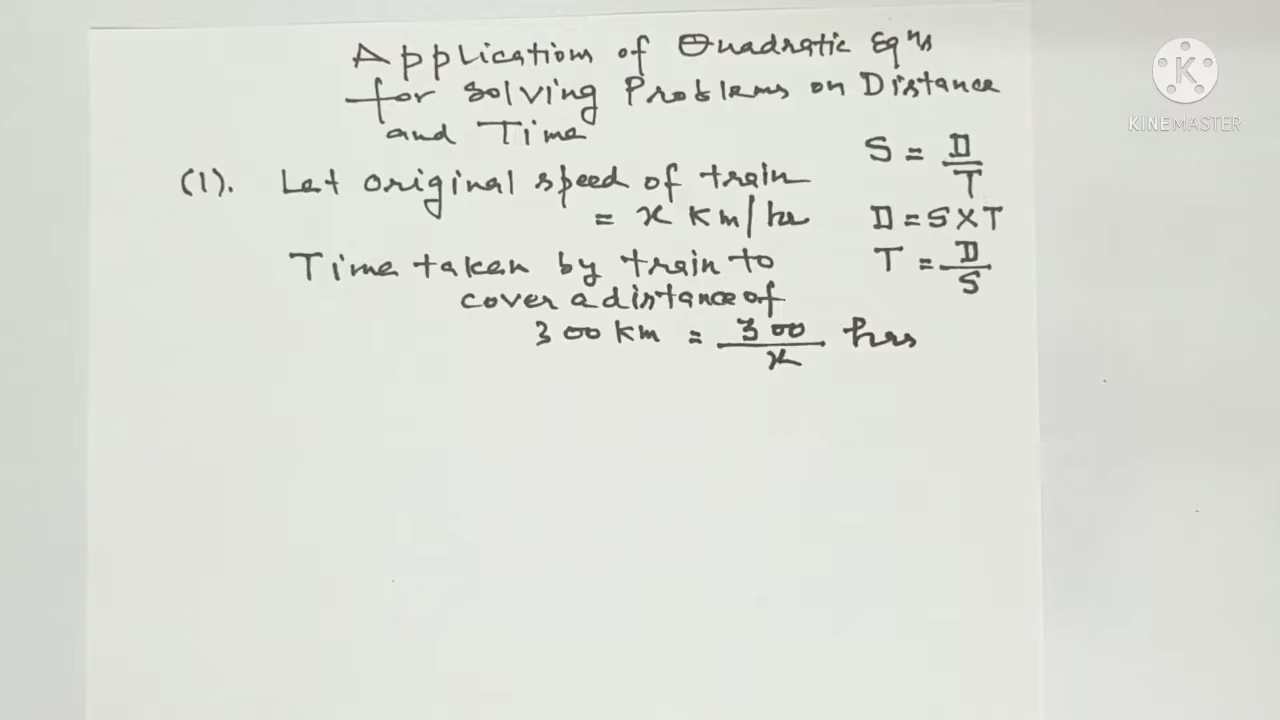 Application of Quadratic Eqns
for solving Problems on Distance
and Time
(1). Let original speed of train
= x km/hr
Time taken by train to
cover a distance of
300 km = 300/x hrs
S = D/T
D = S×T
T = D/S
K
KINEMASTER